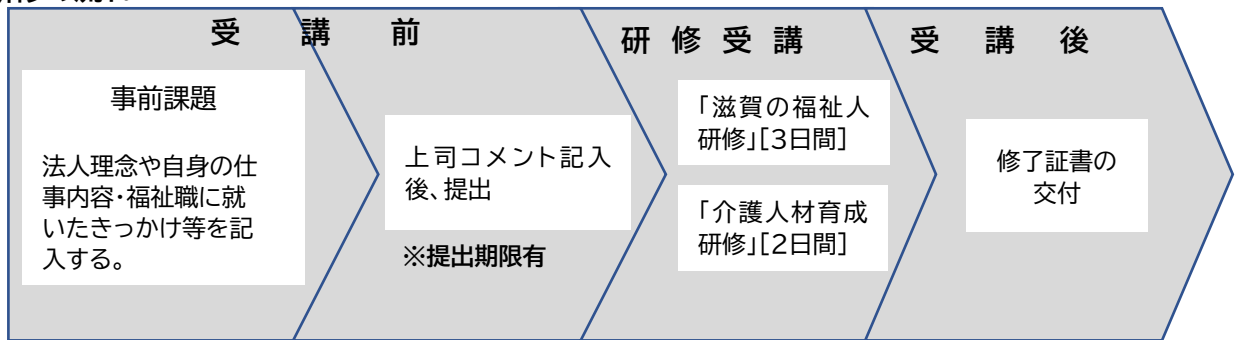 受講前
事前課題
法人理念や自身の仕
事内容・福祉職に就
いたきっかけ等を記
入する。
上司コメント記入
後、提出
※提出期限有
研修受講
「滋賀の福祉人
研修」[3日間]
「介護人材育成
研修」[2日間]
受講後
修了証書の
交付